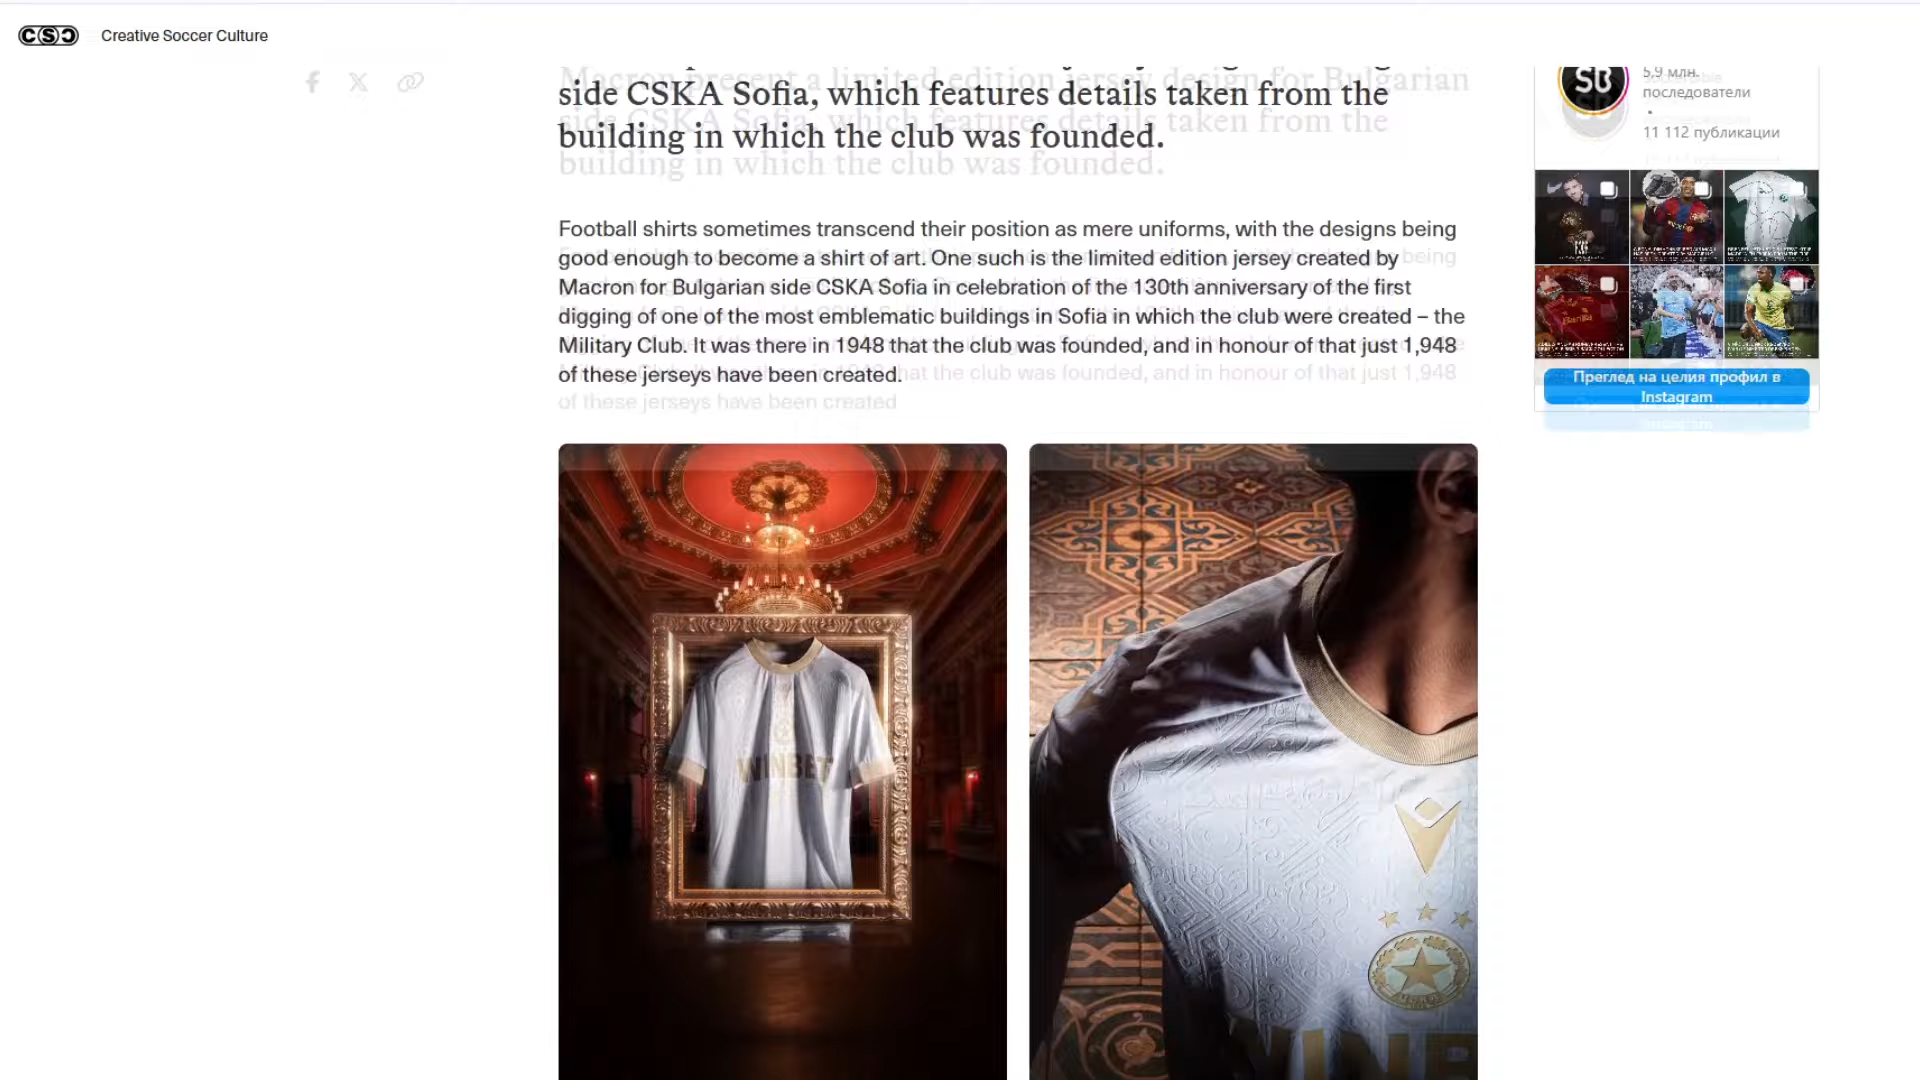 CSC Creative Soccer Culture
Macron present a limited edition jersey design for Bulgarian
side CSKA Sofia, which features details taken from the
building in which the club was founded.
Football shirts sometimes transcend their position as mere uniforms, with the designs being
good enough to become a shirt of art. One such is the limited edition jersey created by
Macron for Bulgarian side CSKA Sofia in celebration of the 130th anniversary of the first
digging of one of the most emblematic buildings in Sofia in which the club were created – the
Military Club. It was there in 1948 that the club was founded, and in honour of that just 1,948
of these jerseys have been created.
SB
5,9 млн.
последователи
11 112 публикации
Преглед на целия профил в
Instagram
WINBET